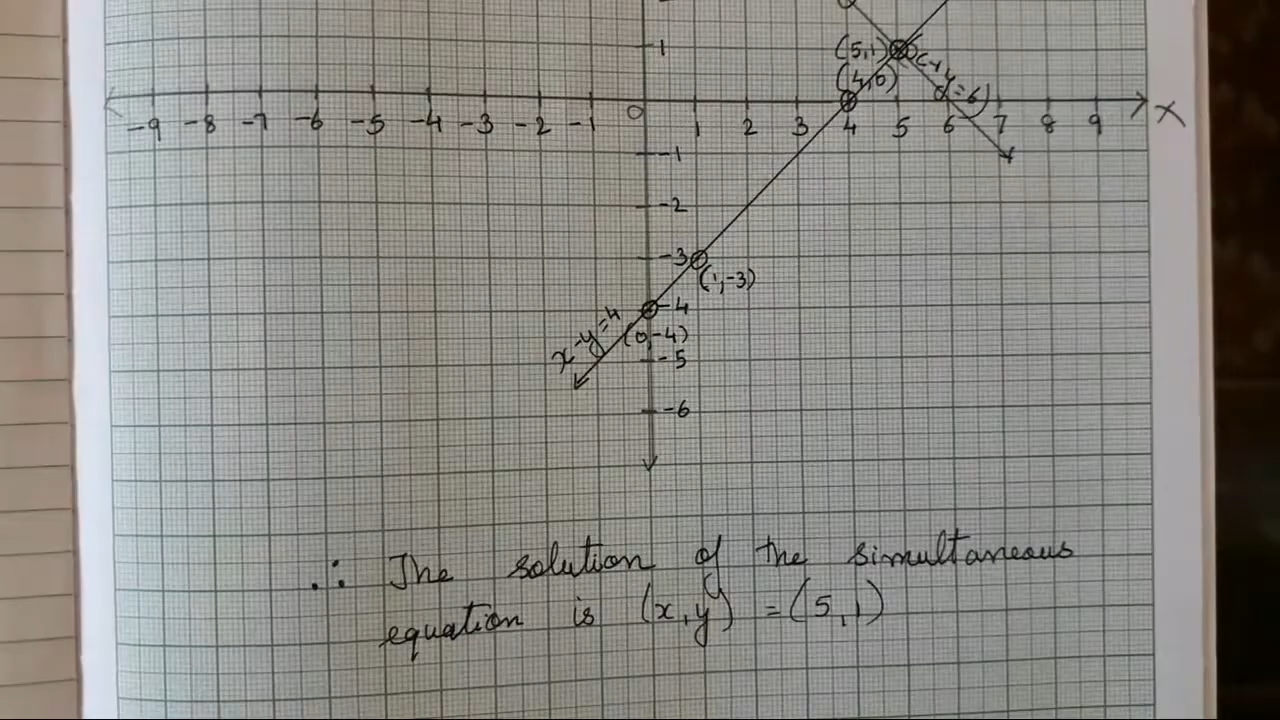 1
(5,1)
(4,0)
x+y=6)
-9 -8 -7 -6 -5 -4 -3 -2 -1 0 1 2 3 4 5 6 7 8 9 X
-1
-2
-3
(1,-3)
-4
x-y=4
(0,-4)
-5
-6
∴ The solution of the simultaneous
equation is (x,y) = (5,1)